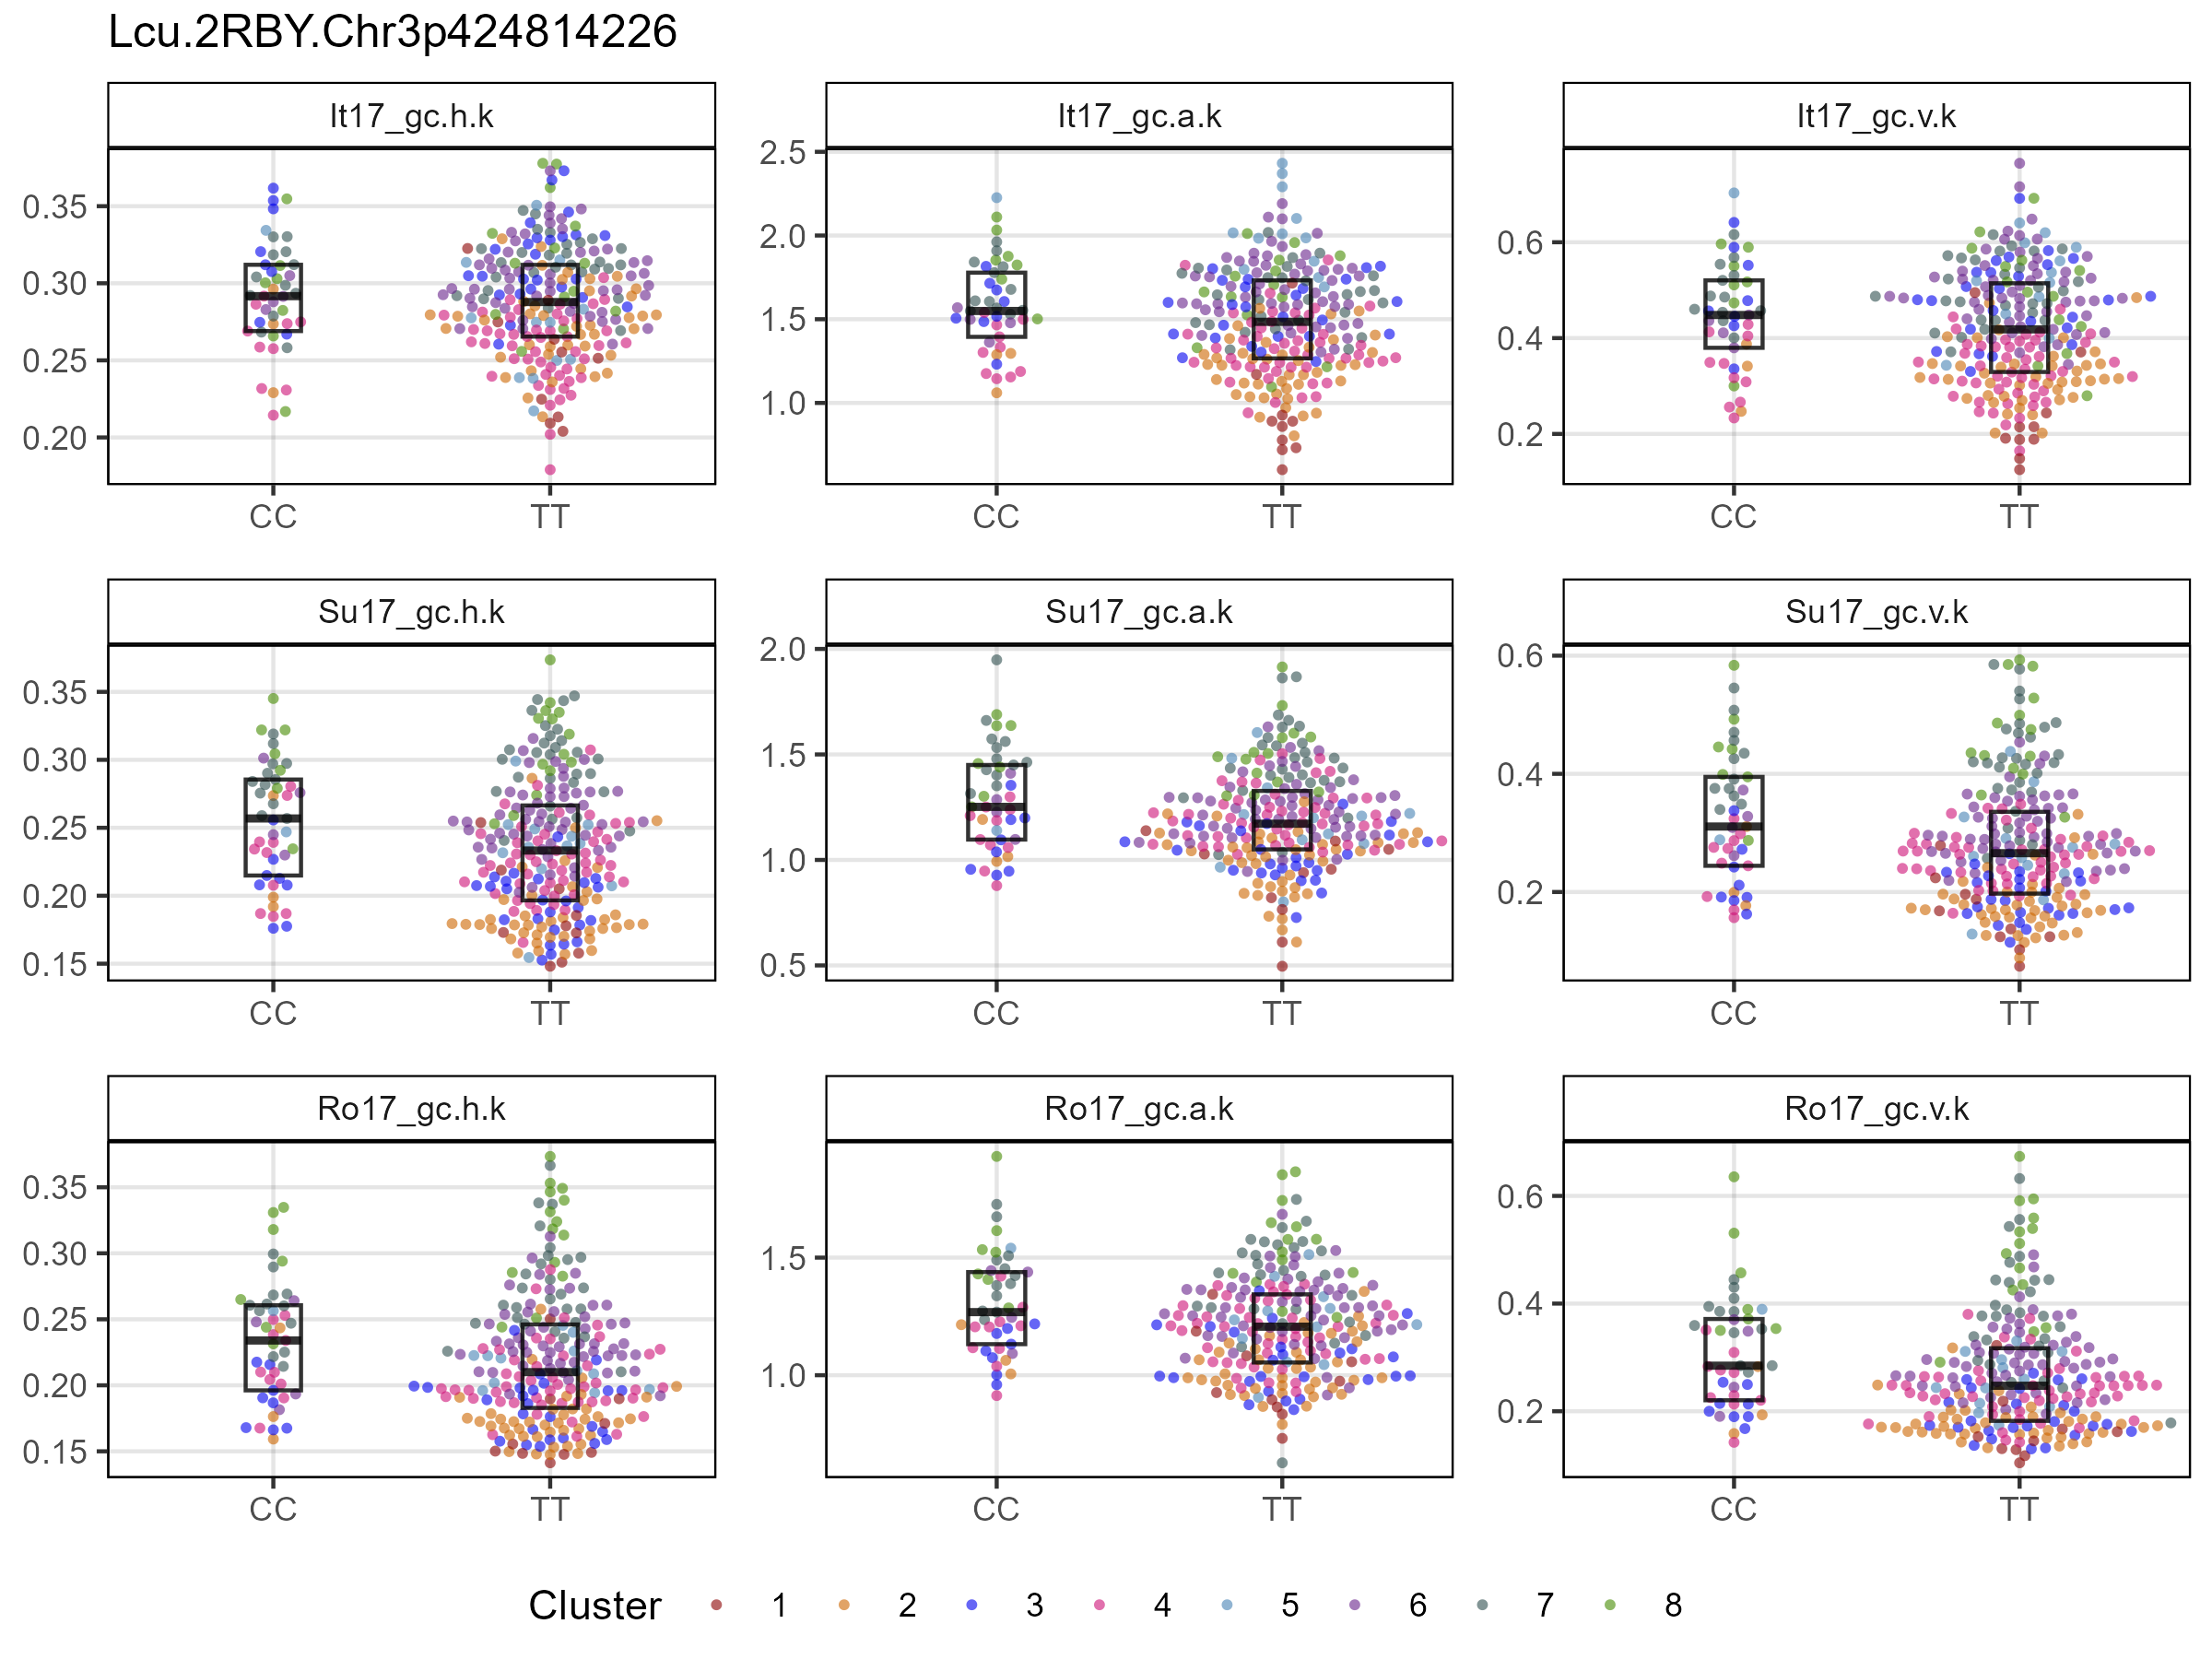 Lcu.2RBY.Chr3p424814226
It17_gc.h.k
It17_gc.a.k
It17_gc.v.k
0.35
0.30
0.25
0.20
CC
TT
2.5
2.0
1.5
1.0
CC
TT
0.6
0.4
0.2
CC
TT
Su17_gc.h.k
Su17_gc.a.k
Su17_gc.v.k
0.35
0.30
0.25
0.20
0.15
CC
TT
2.0
1.5
1.0
0.5
CC
TT
0.6
0.4
0.2
CC
TT
Ro17_gc.h.k
Ro17_gc.a.k
Ro17_gc.v.k
0.35
0.30
0.25
0.20
0.15
CC
TT
1.5
1.0
CC
TT
0.6
0.4
0.2
CC
TT
Cluster 1 2 3 4 5 6 7 8